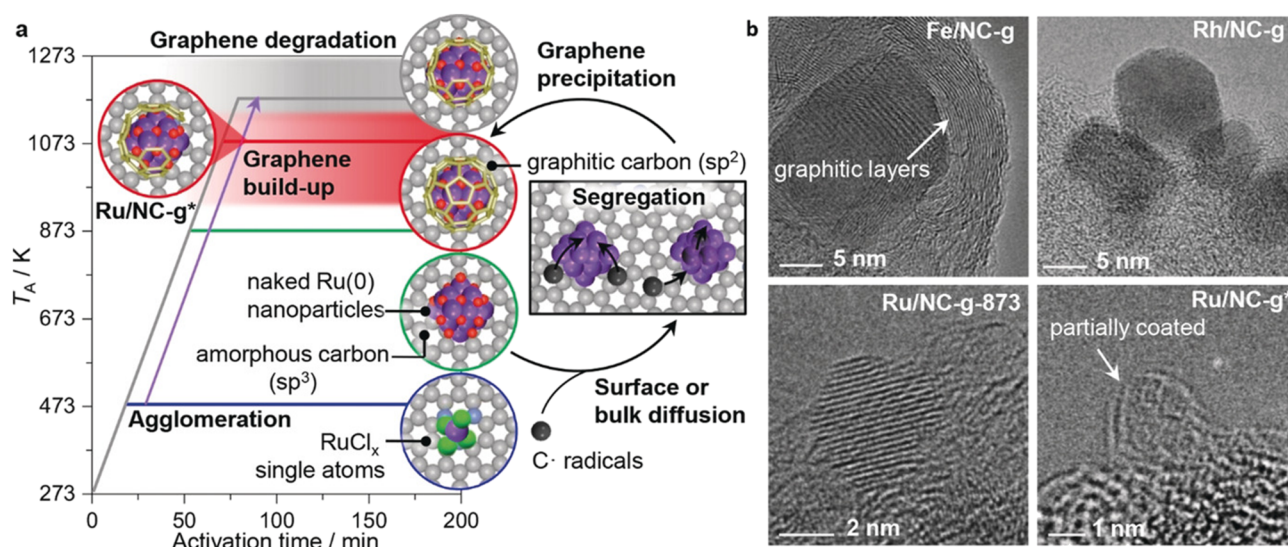 a
Graphene degradation
Graphene
precipitation
Ru/NC-g*
Graphene
build-up
graphitic carbon (sp²)
Segregation
naked Ru(0)
nanoparticles
amorphous carbon
(sp³)
Surface or
bulk diffusion
Agglomeration
RuClₓ
single atoms
C· radicals
1273
1073
873
673
473
273
T_A / K
0
50
100
150
200
Activation time / min
b
Fe/NC-g
graphitic layers
5 nm
Rh/NC-g
5 nm
Ru/NC-g-873
2 nm
Ru/NC-g*
partially coated
1 nm